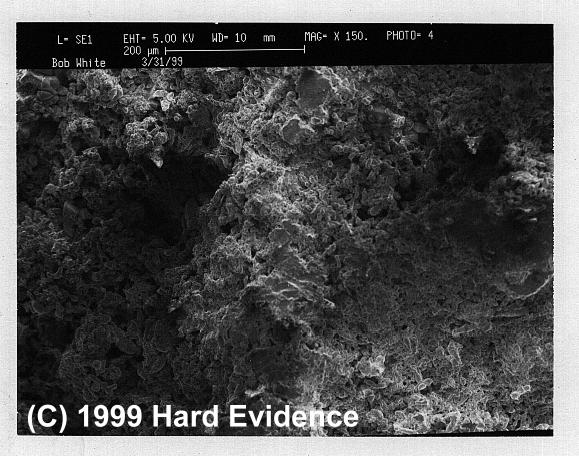 L= SE1 EHT= 5.00 KV WD= 10 mm MAG= X 150. PHOTO= 4
200 µm
Bob White 3/31/99
(C) 1999 Hard Evidence